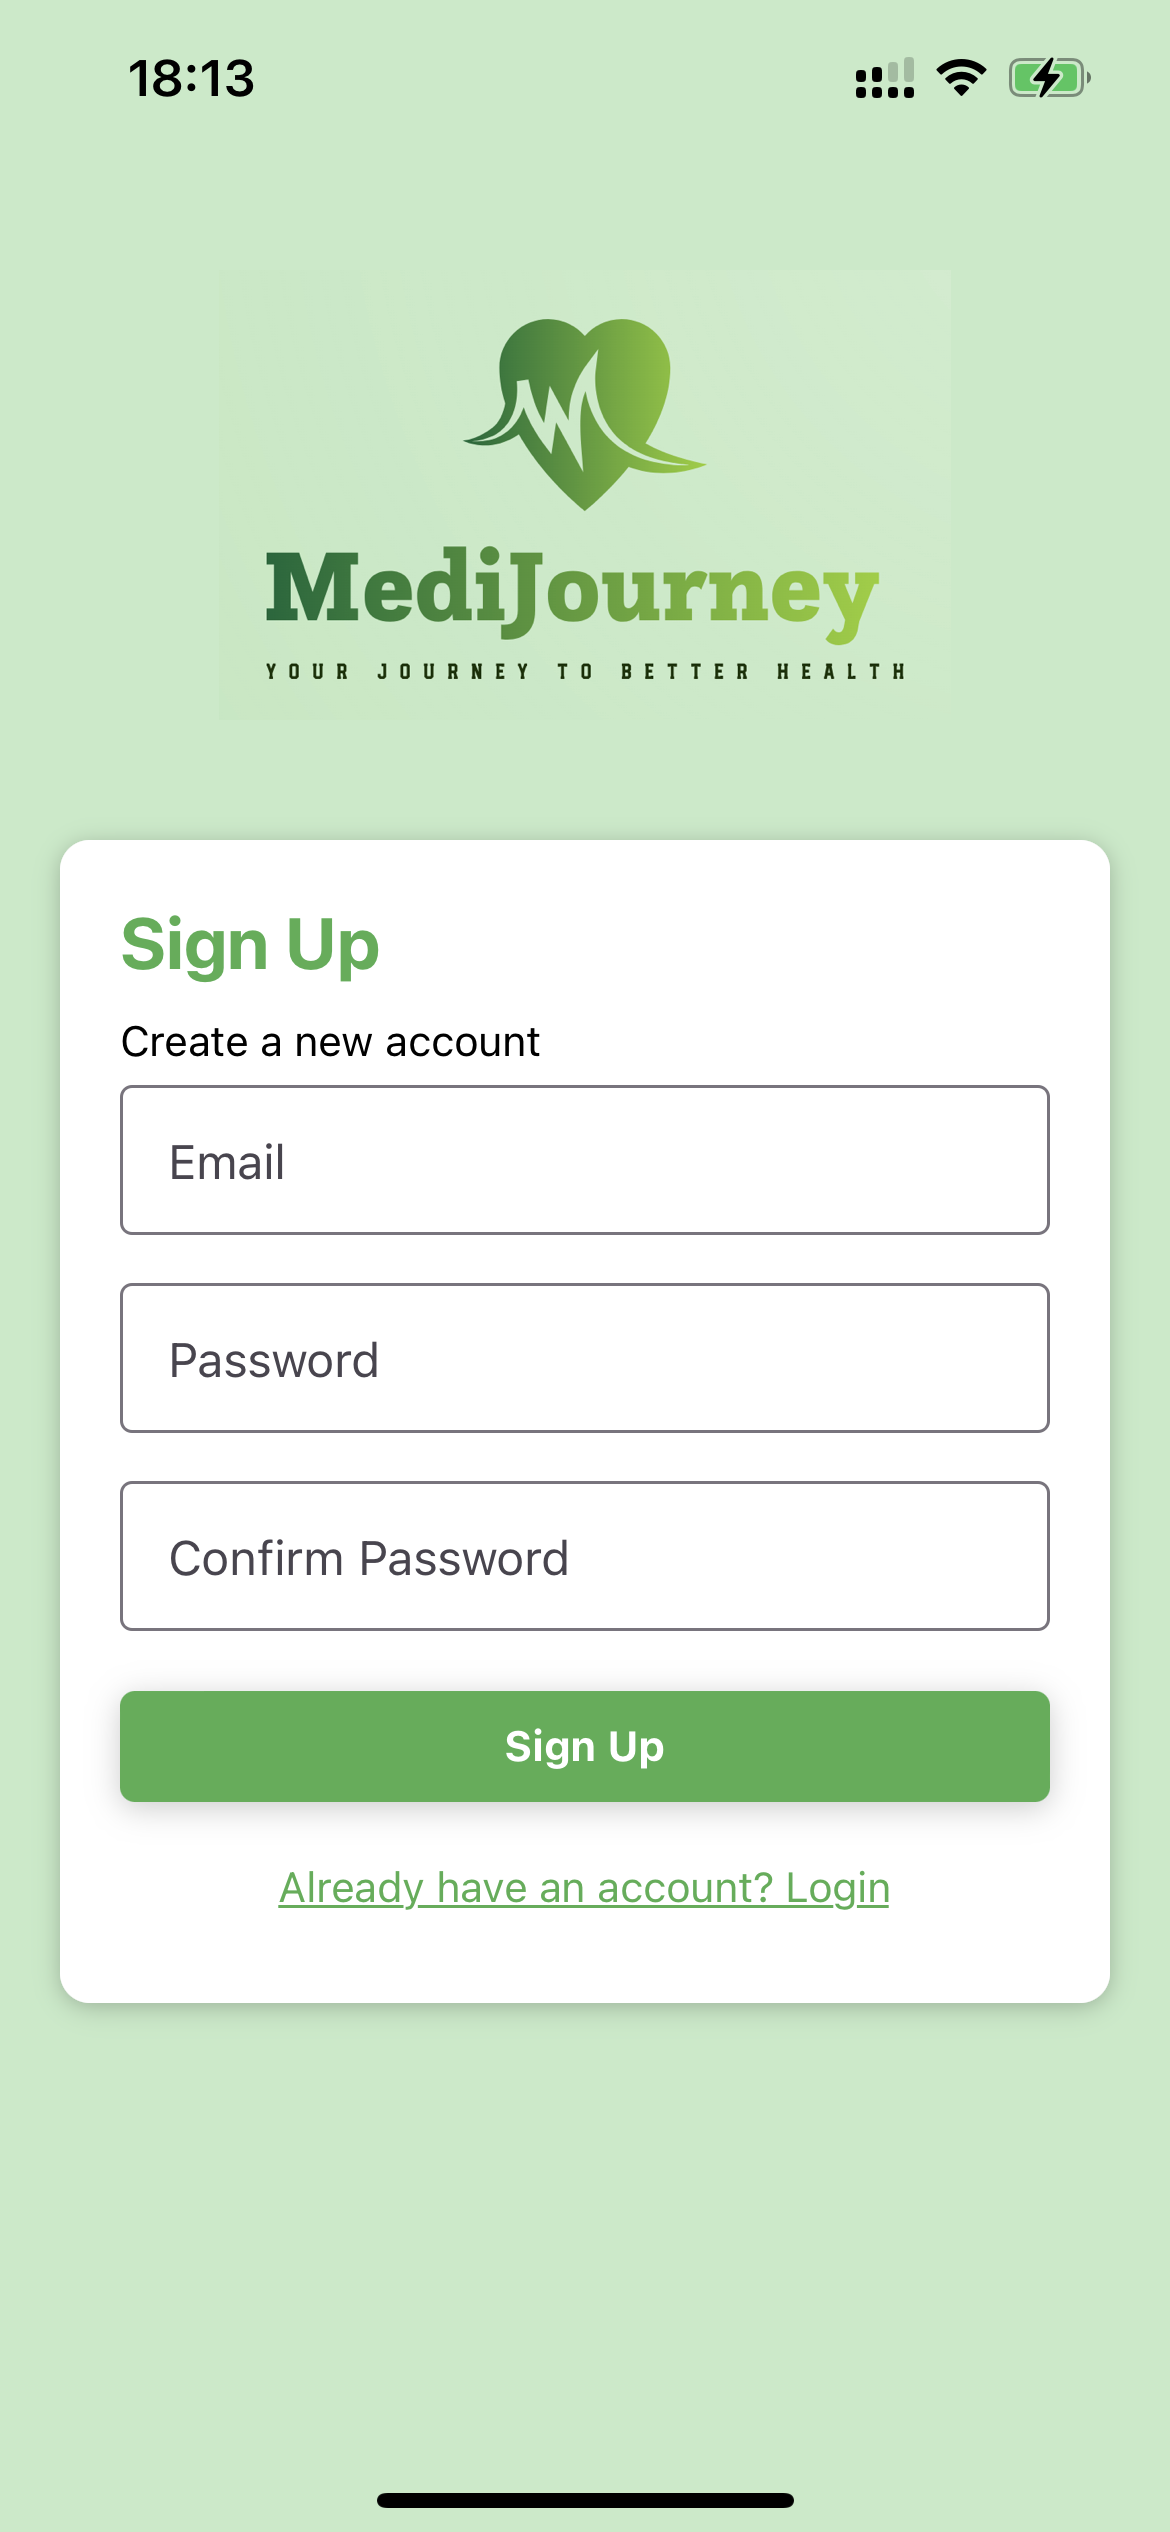 18:13
MediJourney
YOUR JOURNEY TO BETTER HEALTH
Sign Up
Create a new account
Email
Password
Confirm Password
Sign Up
Already have an account? Login